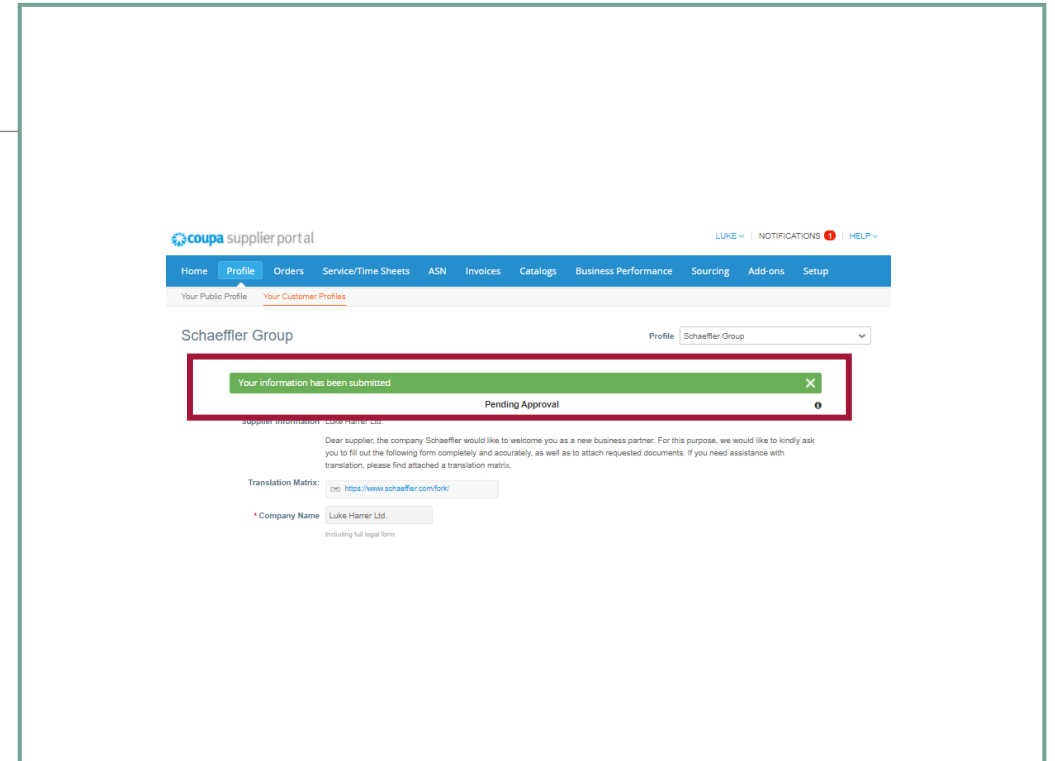 coupa supplier portal
LUKE NOTIFICATIONS 1 HELP
Home Profile Orders Service/Time Sheets ASN Invoices Catalogs Business Performance Sourcing Add-ons Setup
Your Public Profile Your Customer Profiles
Schaeffler Group
Profile Schaeffler Group
Your information has been submitted
Pending Approval
Supplier Information Luke Harrer Ltd.
Dear supplier, the company Schaeffler would like to welcome you as a new business partner. For this purpose, we would like to kindly ask
you to fill out the following form completely and accurately, as well as to attach requested documents. If you need assistance with
translation, please find attached a translation matrix.
Translation Matrix: https://www.schaeffler.com/fork/
* Company Name Luke Harrer Ltd.
Including full legal form